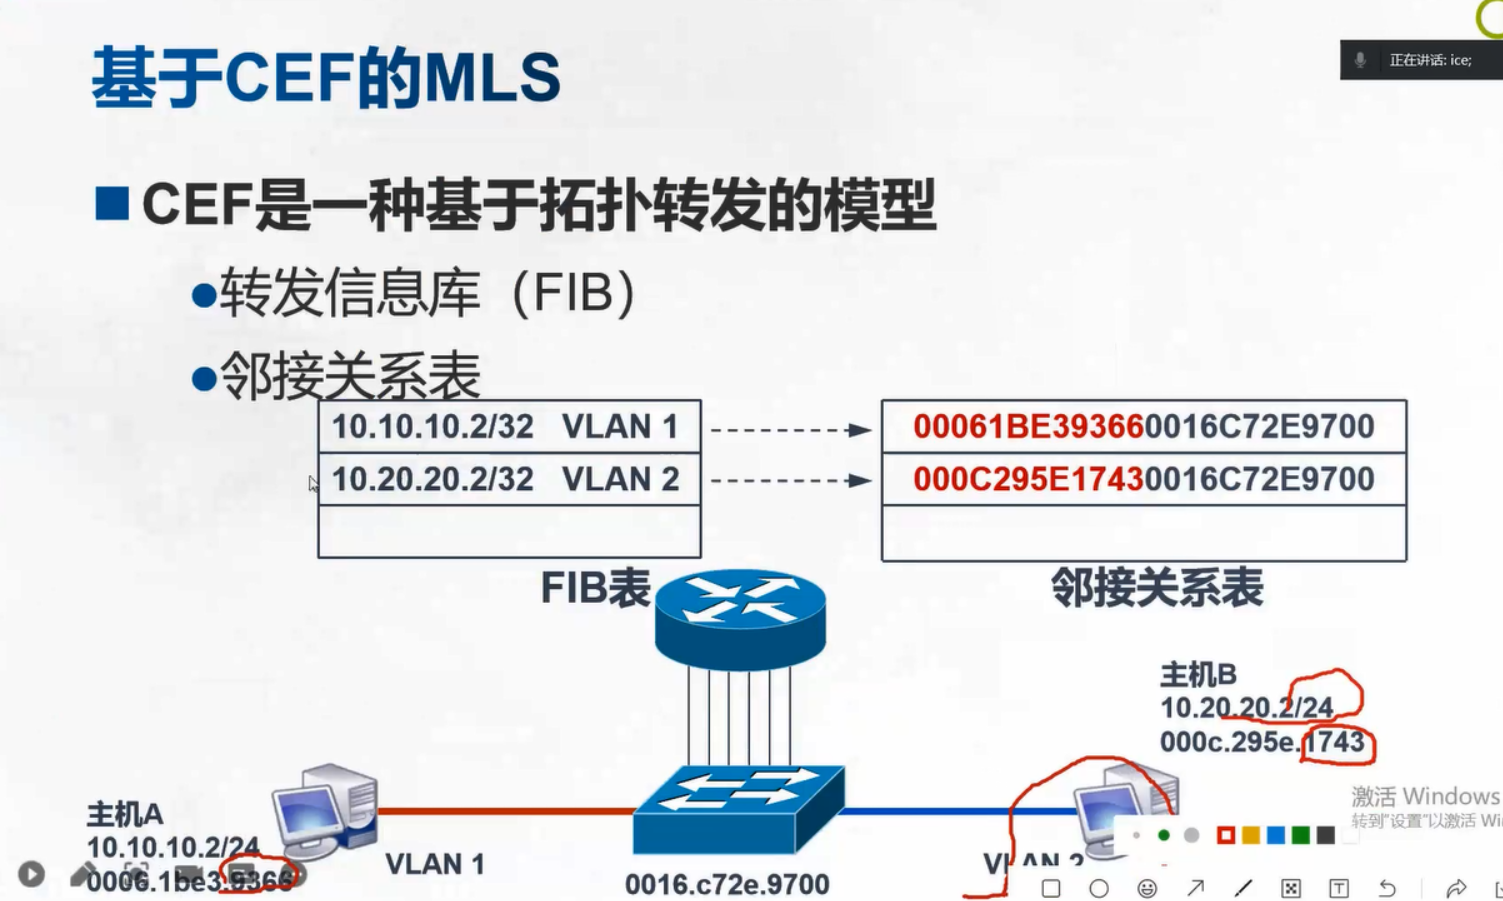 基于CEF的MLS
正在讲话: ice;
CEF是一种基于拓扑转发的模型
转发信息库（FIB）
邻接关系表
10.10.10.2/32 VLAN 1
00061BE393660016C72E9700
10.20.20.2/32 VLAN 2
000C295E17430016C72E9700
FIB表
邻接关系表
主机B
10.20.20.2/24
000c.295e.1743
主机A
10.10.10.2/24
0006.1be3.9366
VLAN 1
0016.c72e.9700
VLAN 2
激活 Windows
转到"设置"以激活 Wi